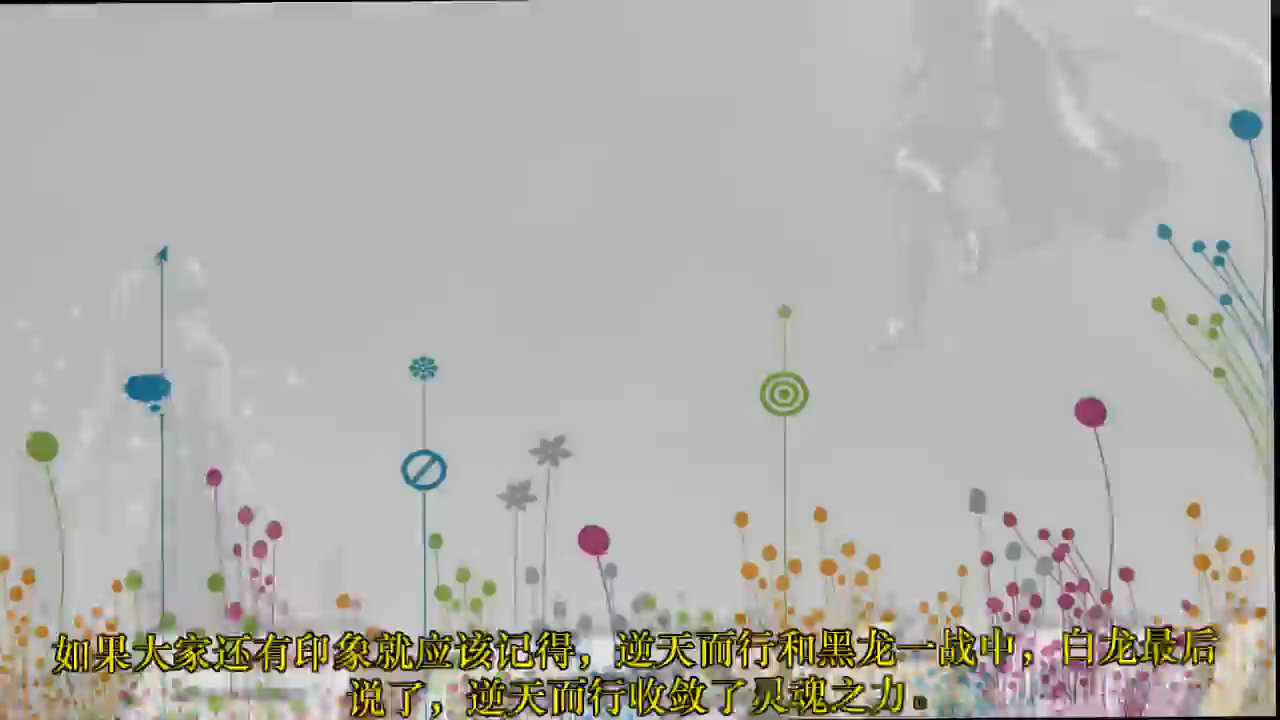 如果大家还有印象就应该记得，逆天而行和黑龙一战中，白龙最后
说了，逆天而行收敛了灵魂之力。